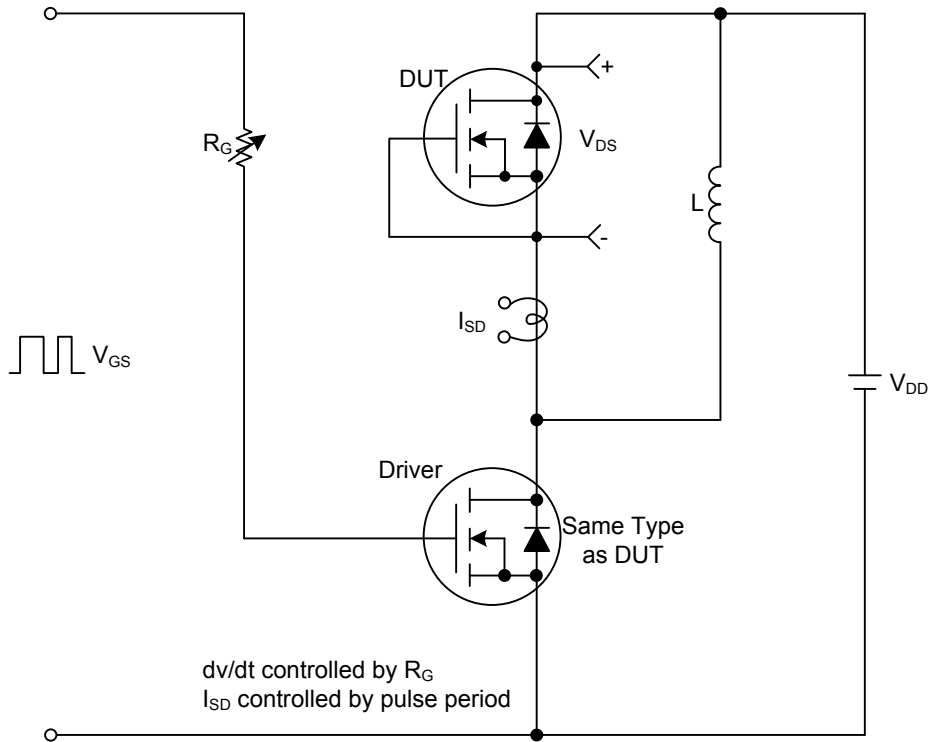 DUT
+
R_G
V_DS
L
-
I_SD
V_GS
V_DD
Driver
Same Type
as DUT
dv/dt controlled by R_G
I_SD controlled by pulse period